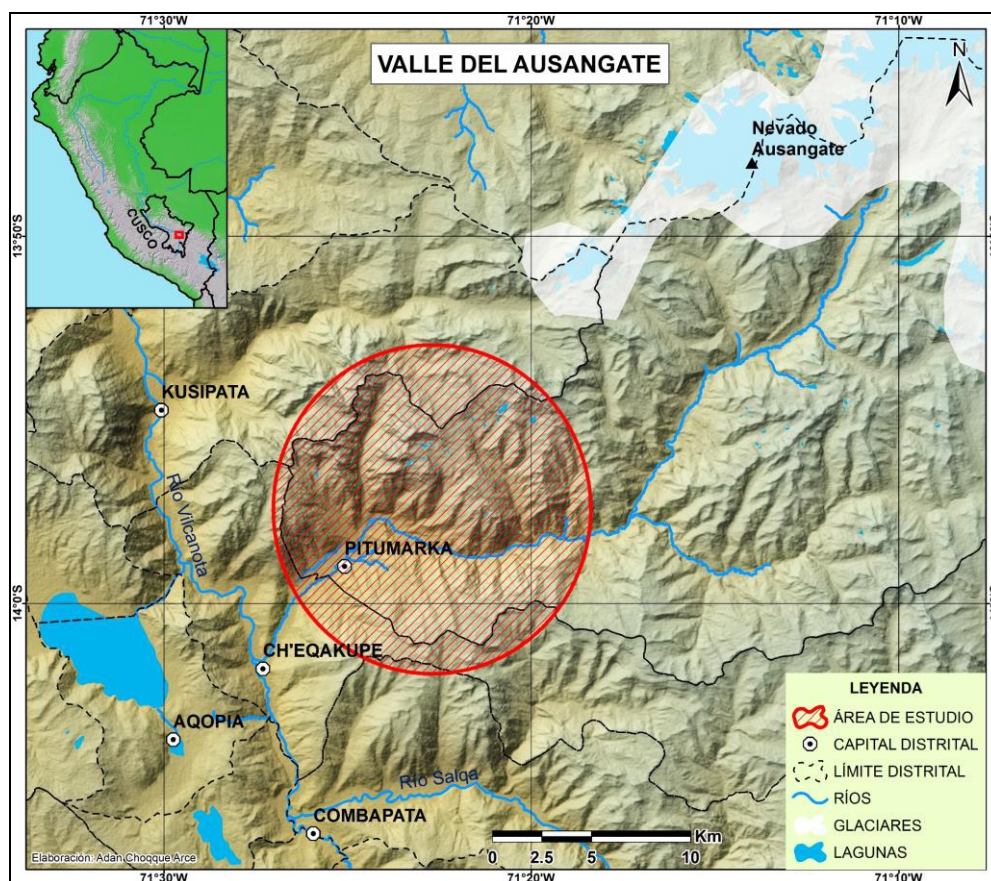 71°30'W
71°20'W
71°10'W
VALLE DEL AUSANGATE
N
CUSCO
Nevado
Ausangate
13°50'S
KUSIPATA
Río Vilcanota
PITUMARKA
14°0'S
CH'EQAKUPE
AQOPIA
Río Salqa
COMBAPATA
Km
0 2.5 5 10
LEYENDA
ÁREA DE ESTUDIO
CAPITAL DISTRITAL
LÍMITE DISTRITAL
RÍOS
GLACIARES
LAGUNAS
Elaboración: Adan Choqque Arce
71°30'W
71°20'W
71°10'W